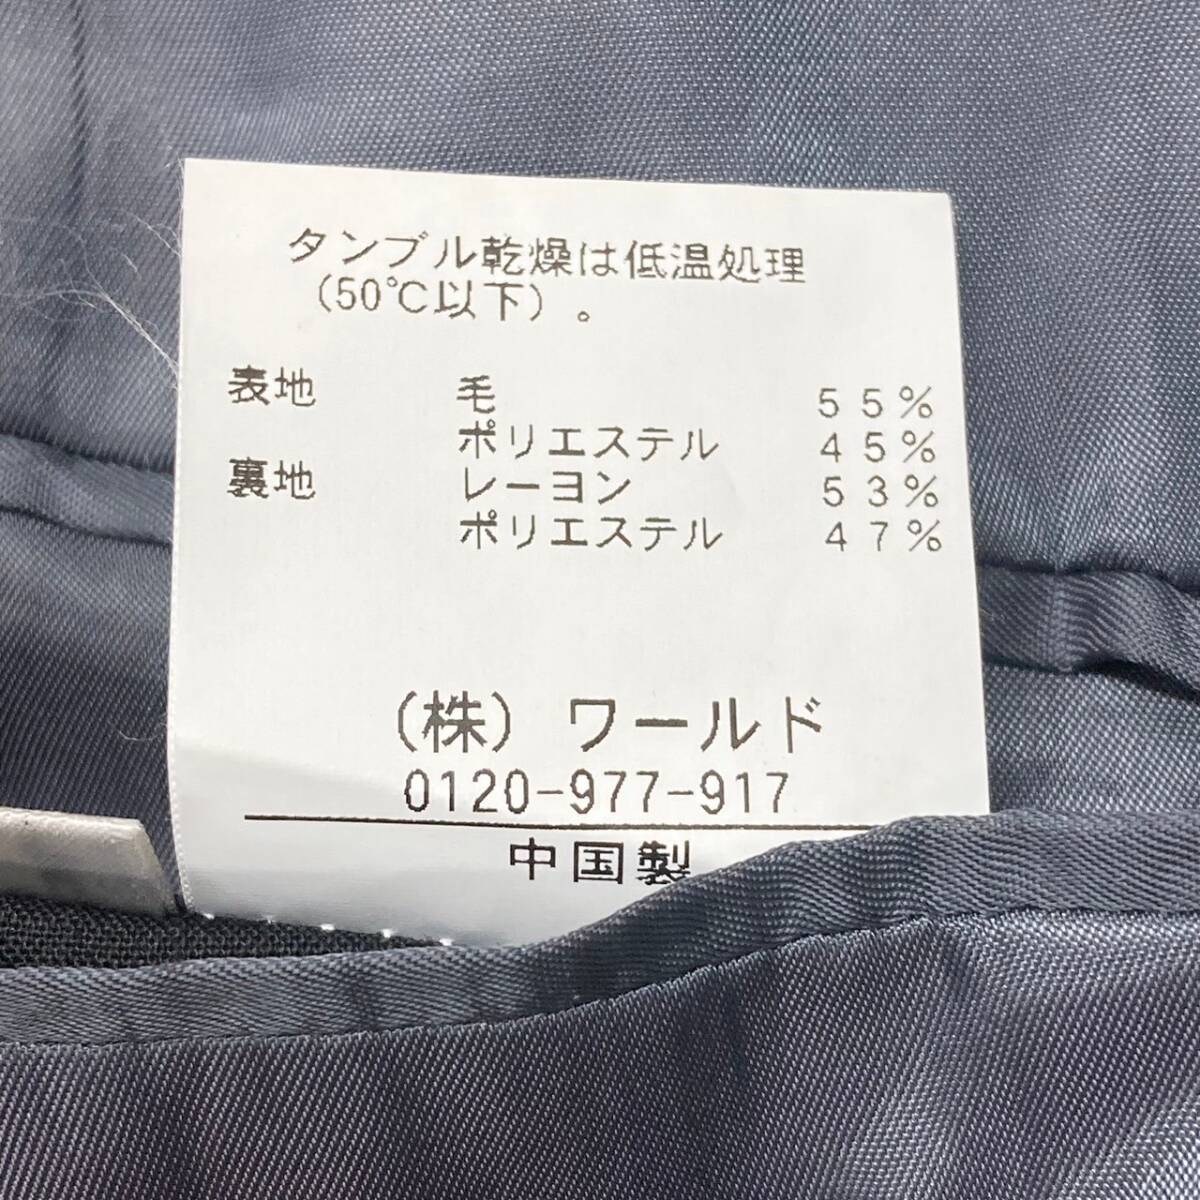 タンブル乾燥は低温処理
（50℃以下）。
表地 毛 55%
ポリエステル 45%
裏地 レーヨン 53%
ポリエステル 47%
（株）ワールド
0120-977-917
中国製